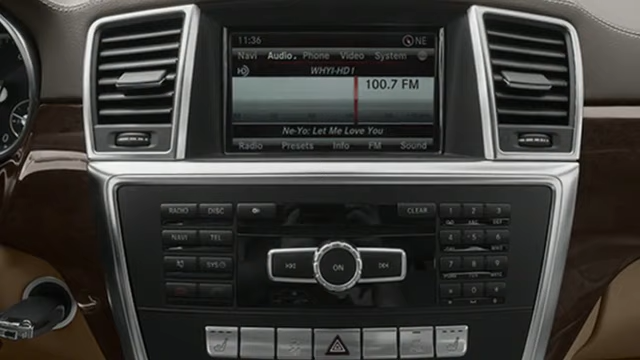 11:36 NE
Navi Audio Phone Video System
WHYI-HD1
100.7 FM
Ne-Yo: Let Me Love You
Radio Presets Info FM Sound
RADIO DISC CLEAR 1 2 3
NAVI TEL 4 5 6
SYS 7 8 9
ON